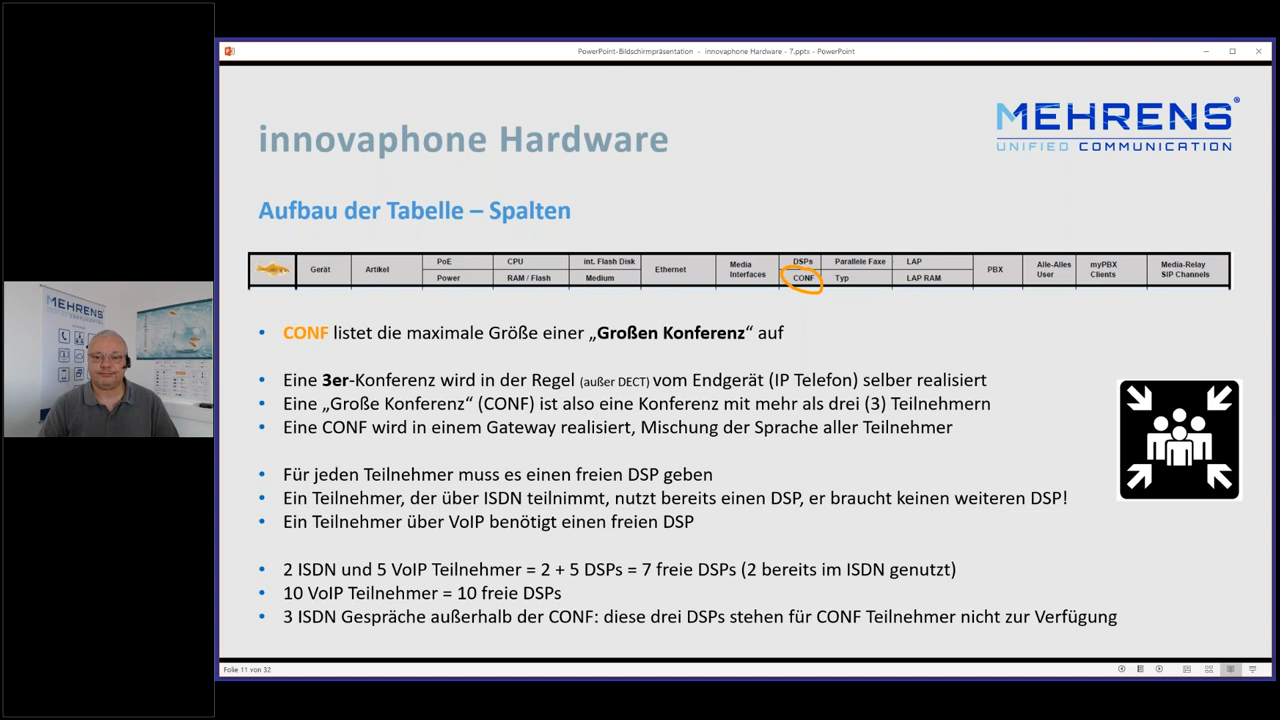 PowerPoint-Bildschirmpräsentation - innovaphone Hardware - 7.pptx - PowerPoint
MEHRENS®
UNIFIED COMMUNICATION
innovaphone Hardware
Aufbau der Tabelle – Spalten
Gerät
Artikel
PoE
Power
CPU
RAM / Flash
int. Flash Disk
Medium
Ethernet
Media
Interfaces
DSPs
CONF
Parallele Faxe
Typ
LAP
LAP RAM
PBX
Alle-Alles
User
myPBX
Clients
Media-Relay
SIP Channels
• CONF listet die maximale Größe einer „Großen Konferenz“ auf
• Eine 3er-Konferenz wird in der Regel (außer DECT) vom Endgerät (IP Telefon) selber realisiert
• Eine „Große Konferenz“ (CONF) ist also eine Konferenz mit mehr als drei (3) Teilnehmern
• Eine CONF wird in einem Gateway realisiert, Mischung der Sprache aller Teilnehmer
• Für jeden Teilnehmer muss es einen freien DSP geben
• Ein Teilnehmer, der über ISDN teilnimmt, nutzt bereits einen DSP, er braucht keinen weiteren DSP!
• Ein Teilnehmer über VoIP benötigt einen freien DSP
• 2 ISDN und 5 VoIP Teilnehmer = 2 + 5 DSPs = 7 freie DSPs (2 bereits im ISDN genutzt)
• 10 VoIP Teilnehmer = 10 freie DSPs
• 3 ISDN Gespräche außerhalb der CONF: diese drei DSPs stehen für CONF Teilnehmer nicht zur Verfügung
Folie 11 von 32
MEHRENS